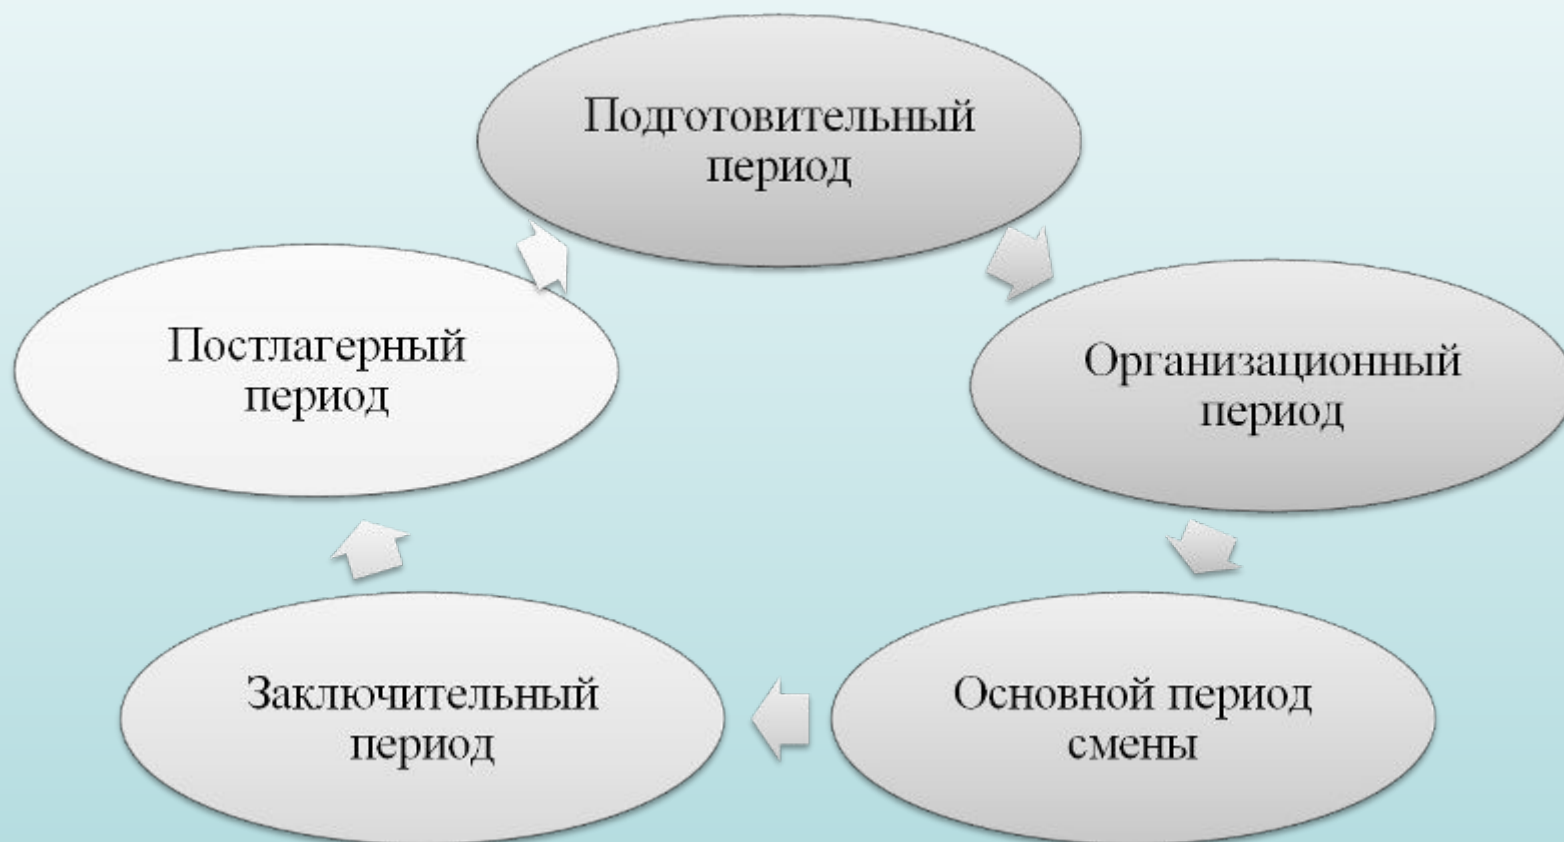 Подготовительный
период
Организационный
период
Основной период
смены
Заключительный
период
Постлагерный
период